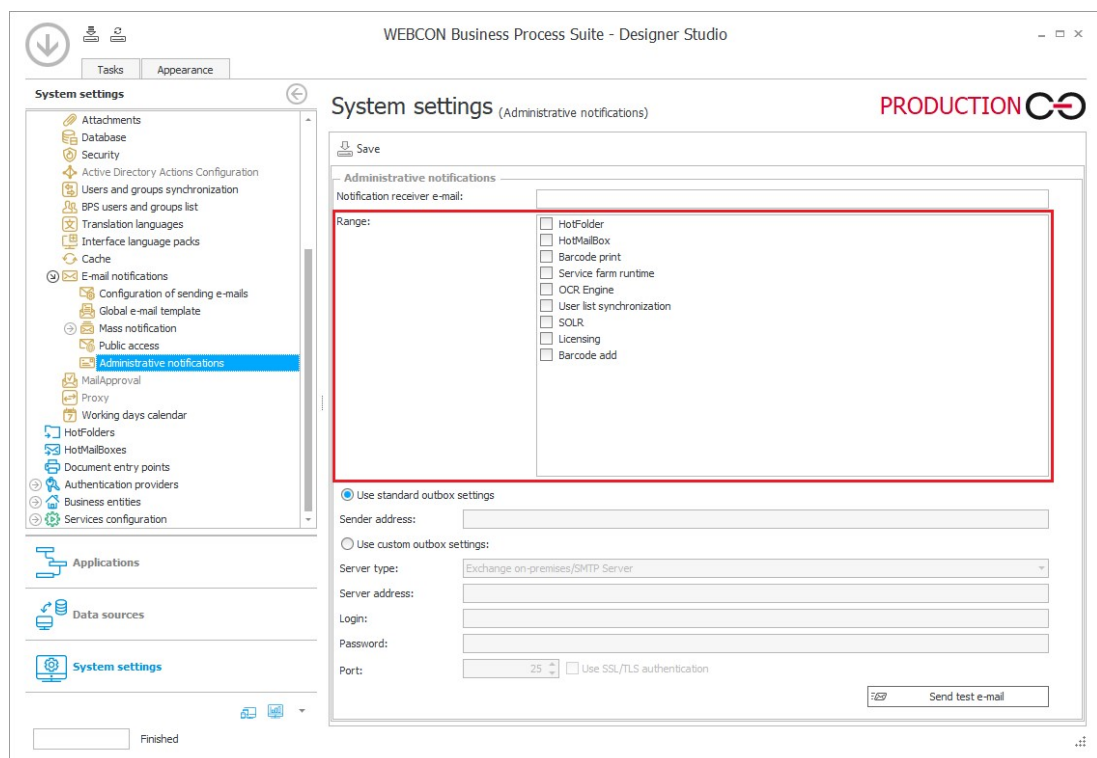 WEBCON Business Process Suite - Designer Studio
Tasks
Appearance
System settings
Attachments
Database
Security
Active Directory Actions Configuration
Users and groups synchronization
BPS users and groups list
Translation languages
Interface language packs
Cache
E-mail notifications
Configuration of sending e-mails
Global e-mail template
Mass notification
Public access
Administrative notifications
MailApproval
Proxy
Working days calendar
HotFolders
HotMailBoxes
Document entry points
Authentication providers
Business entities
Services configuration
Applications
Data sources
System settings
Finished
System settings (Administrative notifications)
PRODUCTION
Save
Administrative notifications
Notification receiver e-mail:
Range:
HotFolder
HotMailBox
Barcode print
Service farm runtime
OCR Engine
User list synchronization
SOLR
Licensing
Barcode add
Use standard outbox settings
Sender address:
Use custom outbox settings:
Server type: Exchange on-premises/SMTP Server
Server address:
Login:
Password:
Port: 25 Use SSL/TLS authentication
Send test e-mail